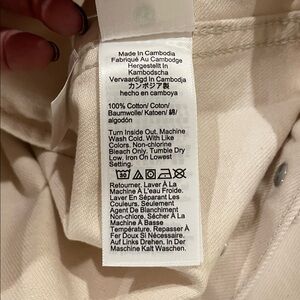 Made In Cambodia
Fabriqué Au Cambodge
Hergestellt In
Kambodscha
Vervaardigd In Cambodja
カンボジア製
hecho en camboya
100% Cotton/ Coton/
Baumwolle/ Katoen/ 綿/
algodón
Turn Inside Out, Machine
Wash Cold. With Like
Colors. Non-chlorine
Bleach Only. Tumble Dry
Low. Iron On Lowest
Setting.
30
Retourner, Laver À La
Machine À L'eau Froide.
Laver En Séparant Les
Couleurs. Seulement
Agent De Blanchiment
Non-chlore. Sécher À La
Machine À Basse
Température. Repasser À
Fer Doux Si Nécessaire.
Auf Links Drehen. In Der
Maschine Kalt Waschen.